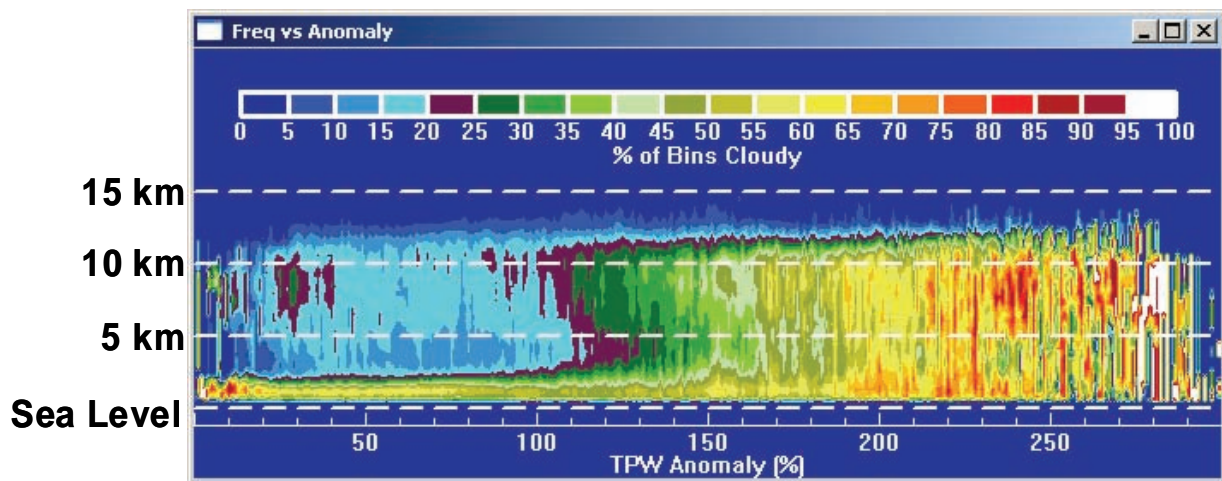 Freq vs Anomaly
0 5 10 15 20 25 30 35 40 45 50 55 60 65 70 75 80 85 90 95 100
% of Bins Cloudy
15 km
10 km
5 km
Sea Level
50 100 150 200 250
TPW Anomaly (%)